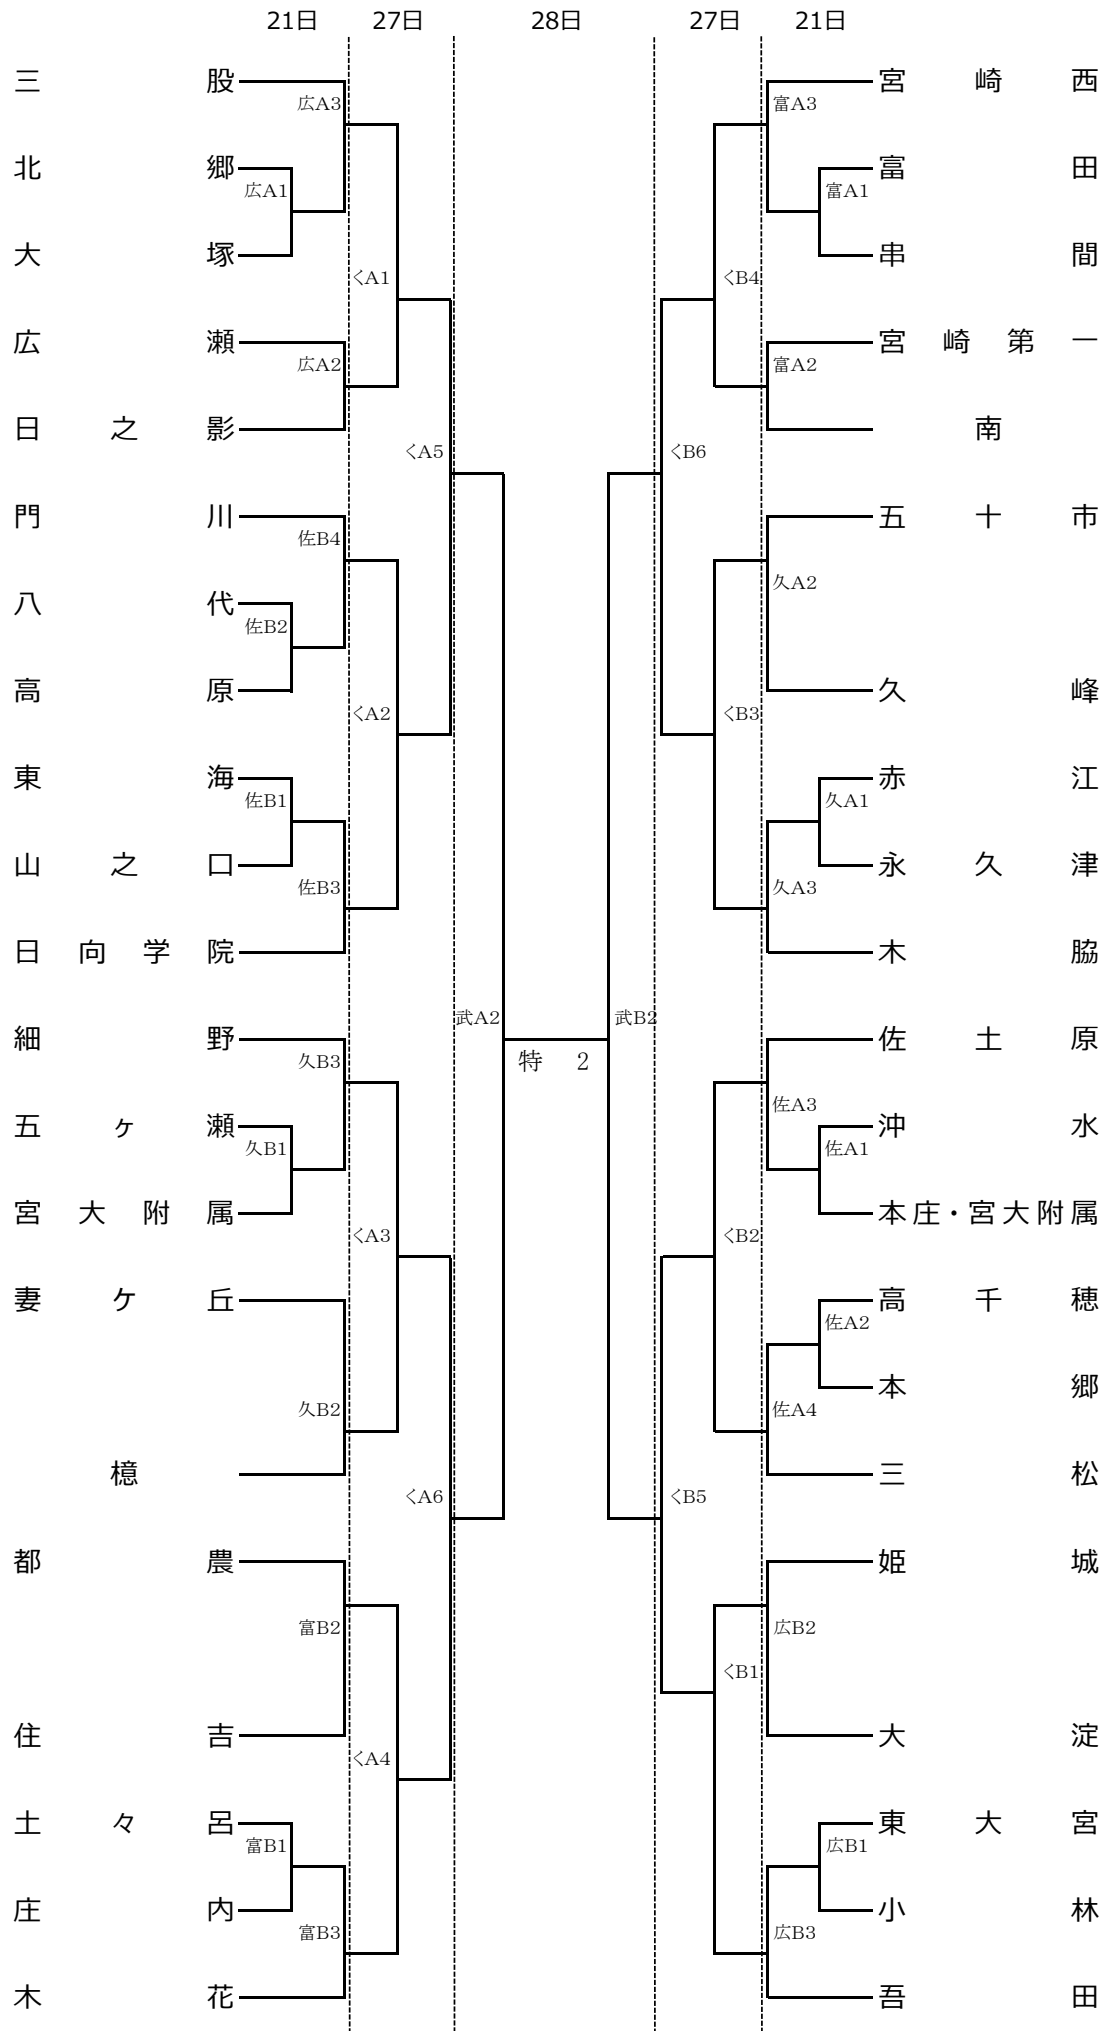 21日 27日 28日 27日 21日
三股 宮崎西
広A3 富A3
北郷 富田
広A1 富A1
大塚 串間
くA1 くB4
広瀬 宮崎第一
広A2 富A2
日之影 南
くA5 くB6
門川 五十市
佐B4
久A2
八代
佐B2
高原 久峰
くA2 くB3
東海 赤江
佐B1 久A1
山之口 永久津
佐B3 久A3
日向学院 木脇
武A2 武B2
細野 佐土原
久B3 特 2
佐A3
五ヶ瀬 沖水
久B1 佐A1
宮大附属 本庄・宮大附属
くA3 くB2
妻ケ丘 高千穂
佐A2
本郷
久B2 佐A4
檍 三松
くA6 くB5
都農 姫城
富B2 広B2
くB1
住吉 大淀
くA4
土々呂 東大宮
富B1 広B1
庄内 小林
富B3 広B3
木花 吾田